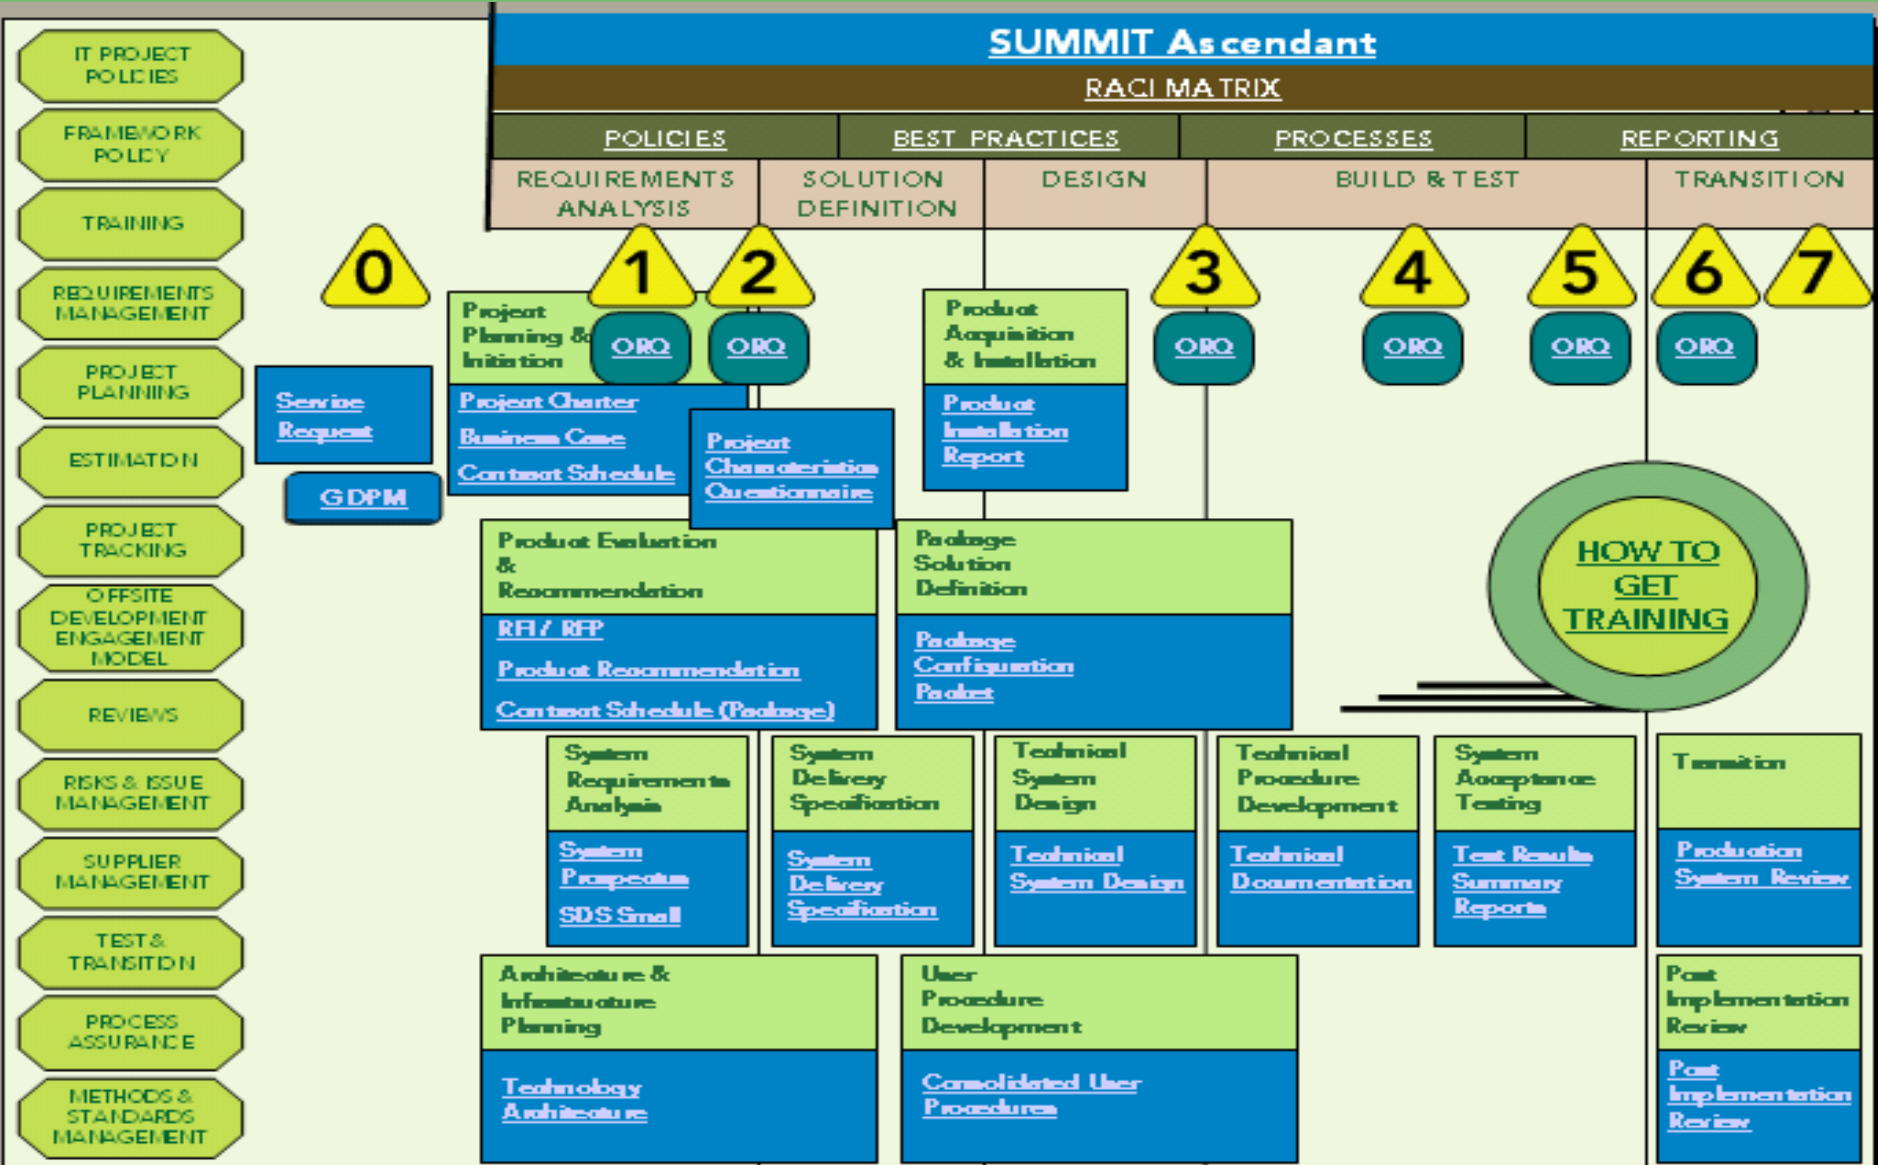 SUMMIT Ascendant
RACI MATRIX
POLICIES
BEST PRACTICES
PROCESSES
REPORTING
REQUIREMENTS
ANALYSIS
SOLUTION
DEFINITION
DESIGN
BUILD & TEST
TRANSITION
IT PROJECT
POLICIES
FRAMEWORK
POLICY
TRAINING
REQUIREMENTS
MANAGEMENT
PROJECT
PLANNING
ESTIMATION
PROJECT
TRACKING
OFFSITE
DEVELOPMENT
ENGAGEMENT
MODEL
REVIEWS
RISKS & ISSUE
MANAGEMENT
SUPPLIER
MANAGEMENT
TEST &
TRANSITION
PROCESS
ASSURANCE
METHODS &
STANDARDS
MANAGEMENT
0
1
2
3
4
5
6
7
ORQ
ORQ
ORQ
ORQ
ORQ
ORQ
Service
Request
GDPM
Project
Planning &
Initiation
Project Charter
Business Case
Contract Schedule
Project
Characteristics
Questionnaire
Product
Acquisition
& Installation
Product
Installation
Report
HOW TO
GET
TRAINING
Product Evaluation
&
Recommendation
RFI / RFP
Product Recommendation
Contract Schedule (Package)
Package
Solution
Definition
Package
Configuration
Packet
System
Requirements
Analysis
System
Prospectus
SDS Small
System
Delivery
Specification
System
Delivery
Specification
Technical
System
Design
Technical
System Design
Technical
Procedure
Development
Technical
Documentation
System
Acceptance
Testing
Test Results
Summary
Reports
Transition
Production
System Review
Architecture &
Infrastructure
Planning
Technology
Architecture
User
Procedure
Development
Consolidated User
Procedures
Post
Implementation
Review
Post
Implementation
Review